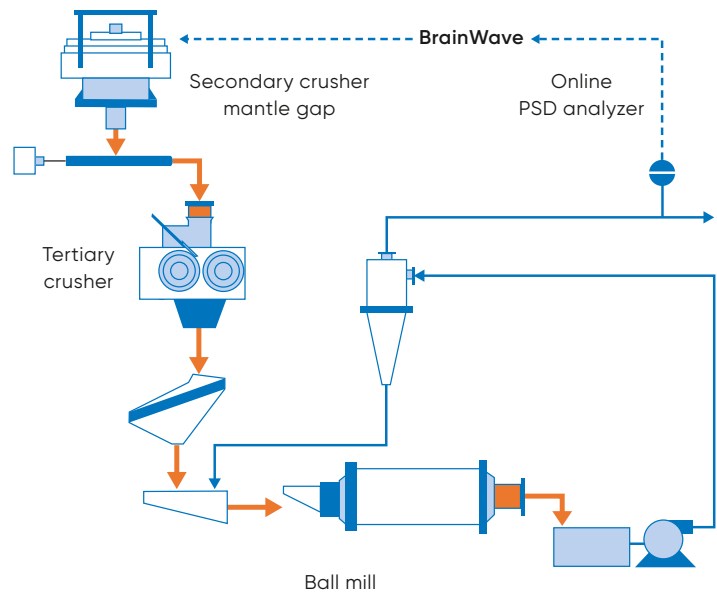 BrainWave
Secondary crusher
mantle gap
Online
PSD analyzer
Tertiary
crusher
Ball mill